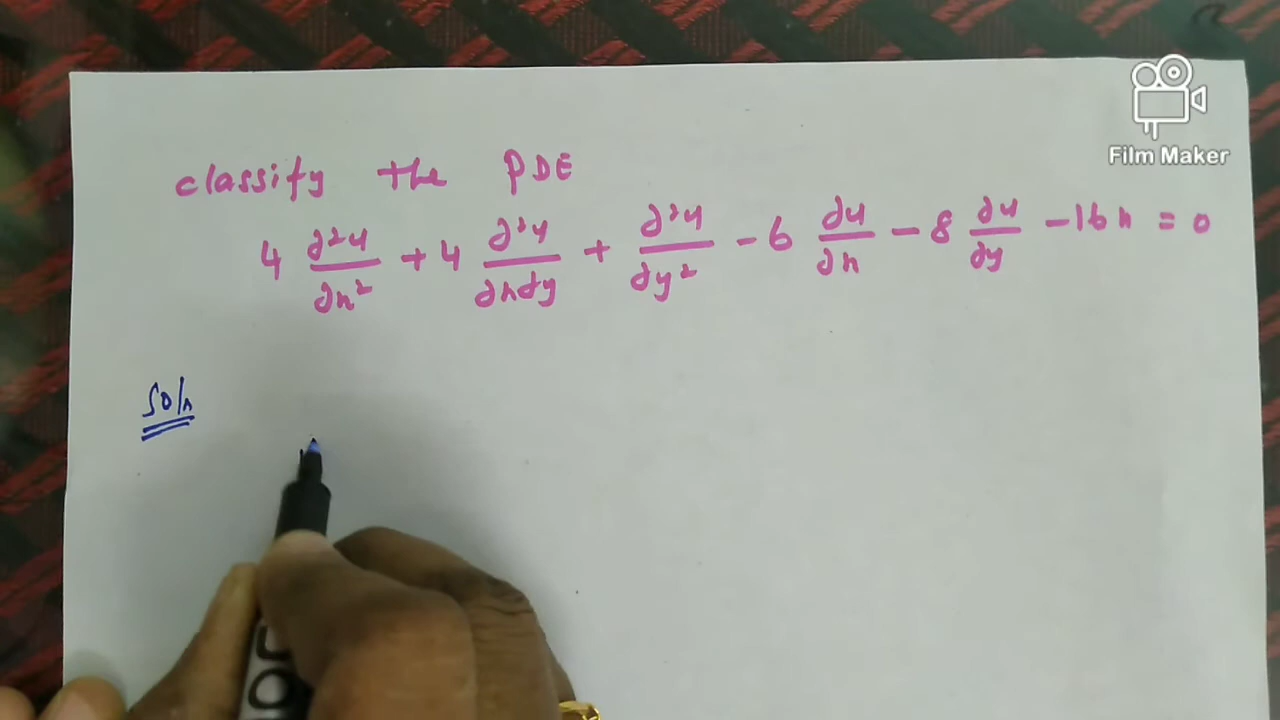 classify the PDE
4 ∂²u/∂x² + 4 ∂²u/∂x∂y + ∂²u/∂y² - 6 ∂u/∂x - 8 ∂u/∂y - 16x = 0
Soln
Film Maker